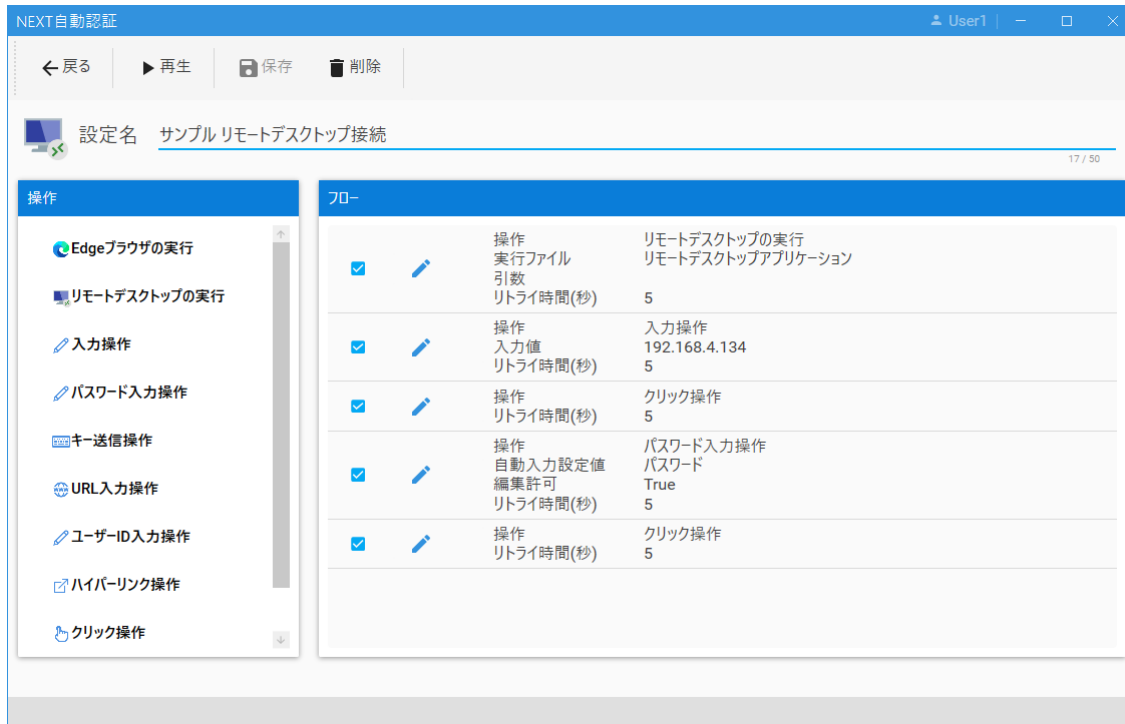 NEXT自動認証 User1
戻る 再生 保存 削除
設定名 サンプル リモートデスクトップ接続
17 / 50
操作
Edgeブラウザの実行
リモートデスクトップの実行
入力操作
パスワード入力操作
キー送信操作
URL入力操作
ユーザーID入力操作
ハイパーリンク操作
クリック操作
フロー
操作 リモートデスクトップの実行
実行ファイル リモートデスクトップアプリケーション
引数
リトライ時間(秒) 5
操作 入力操作
入力値 192.168.4.134
リトライ時間(秒) 5
操作 クリック操作
リトライ時間(秒) 5
操作 パスワード入力操作
自動入力設定値 パスワード
編集許可 True
リトライ時間(秒) 5
操作 クリック操作
リトライ時間(秒) 5